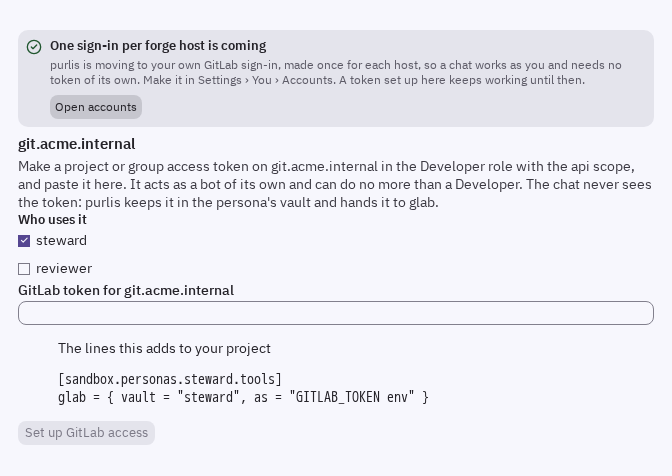 One sign-in per forge host is coming
purlis is moving to your own GitLab sign-in, made once for each host, so a chat works as you and needs no
token of its own. Make it in Settings › You › Accounts. A token set up here keeps working until then.
Open accounts
git.acme.internal
Make a project or group access token on git.acme.internal in the Developer role with the api scope,
and paste it here. It acts as a bot of its own and can do no more than a Developer. The chat never sees
the token: purlis keeps it in the persona's vault and hands it to glab.
Who uses it
steward
reviewer
GitLab token for git.acme.internal
The lines this adds to your project
[sandbox.personas.steward.tools]
glab = { vault = "steward", as = "GITLAB_TOKEN env" }
Set up GitLab access